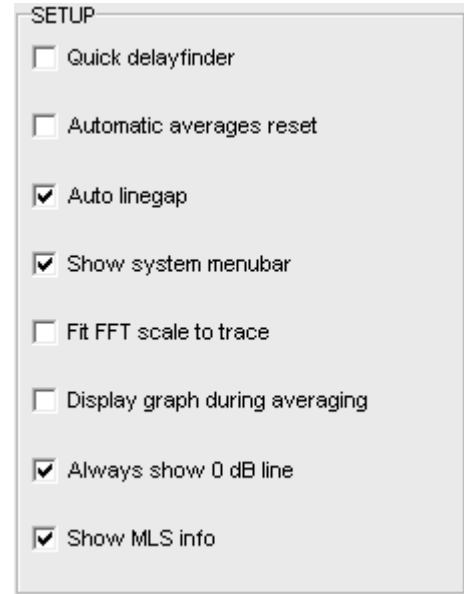 SETUP
Quick delayfinder
Automatic averages reset
Auto linegap
Show system menubar
Fit FFT scale to trace
Display graph during averaging
Always show 0 dB line
Show MLS info